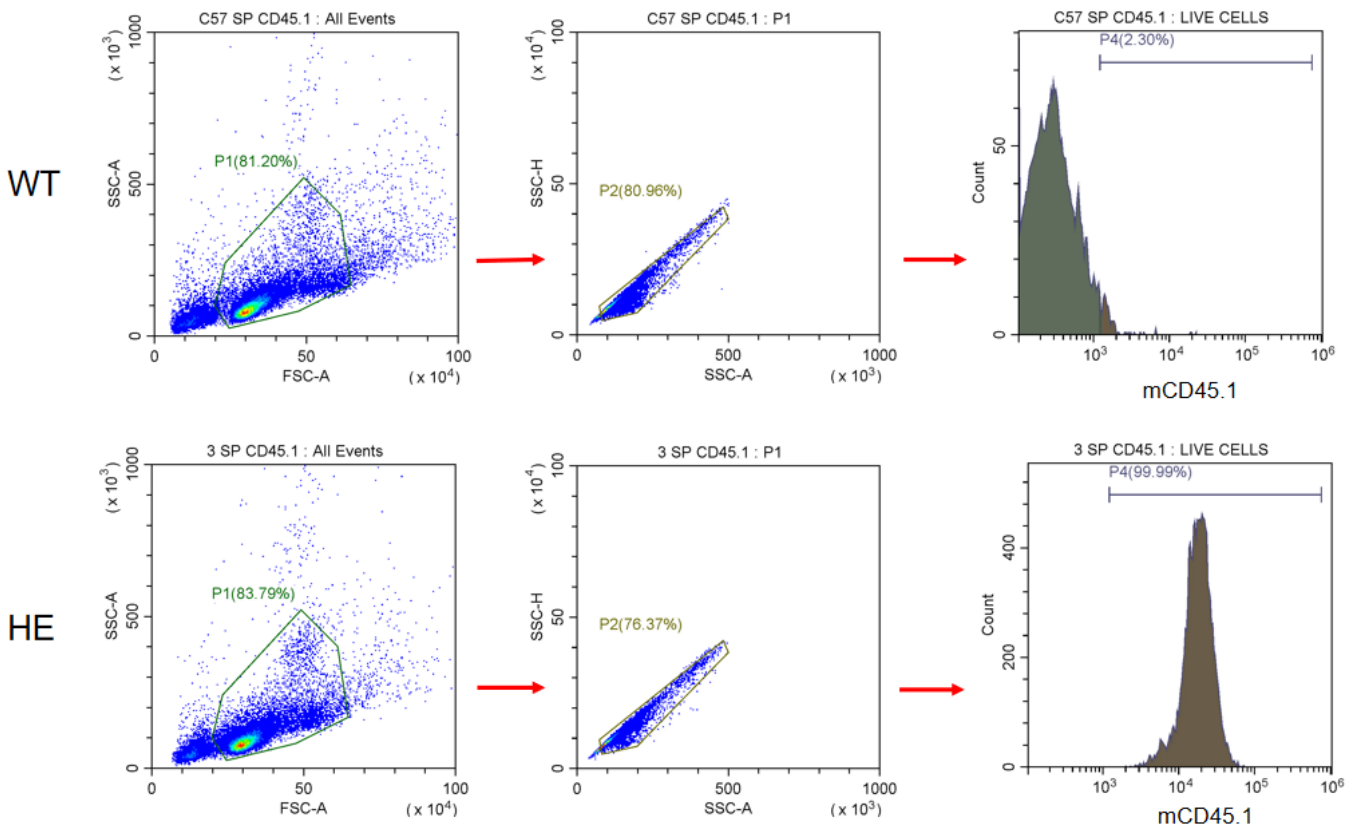 WT
C57 SP CD45.1 : All Events
(x 10³)
SSC-A
1000
500
0
P1(81.20%)
0 50 100
FSC-A (x 10⁴)
C57 SP CD45.1 : P1
(x 10⁴)
SSC-H
100
50
0
P2(80.96%)
0 500 1000
SSC-A (x 10³)
C57 SP CD45.1 : LIVE CELLS
P4(2.30%)
Count
50
0
10³ 10⁴ 10⁵ 10⁶
mCD45.1
HE
3 SP CD45.1 : All Events
(x 10³)
SSC-A
1000
500
0
P1(83.79%)
0 50 100
FSC-A (x 10⁴)
3 SP CD45.1 : P1
(x 10⁴)
SSC-H
100
50
0
P2(76.37%)
0 500 1000
SSC-A (x 10³)
3 SP CD45.1 : LIVE CELLS
P4(99.99%)
Count
400
200
0
10³ 10⁴ 10⁵ 10⁶
mCD45.1